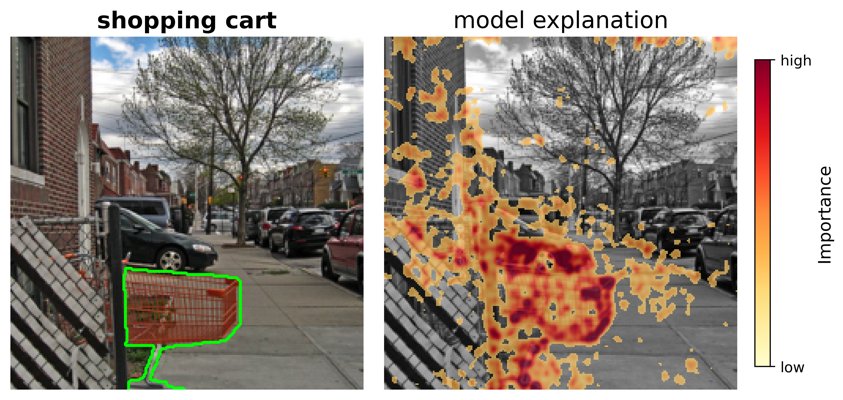 shopping cart
model explanation
high
Importance
low